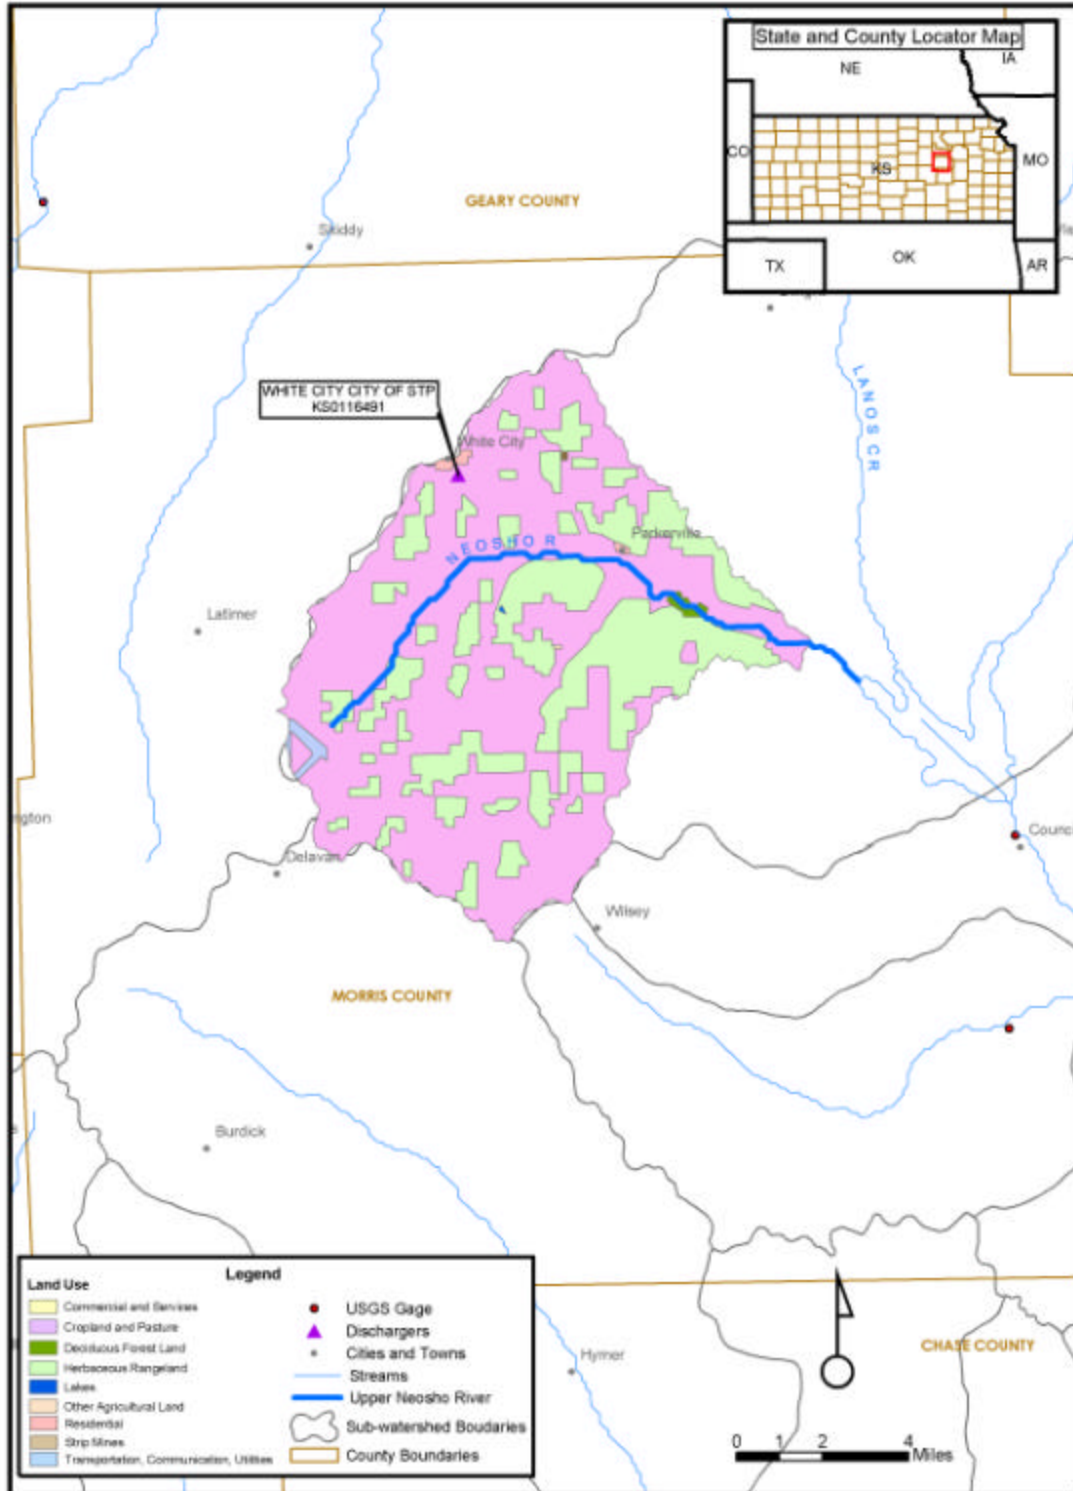 State and County Locator Map
NE
IA
CO
KS
MO
TX
OK
AR
GEARY COUNTY
Skiddy
WHITE CITY CITY OF STP
KS0116491
White City
LANOS CR
NEOSHO R
Parkerville
Latimer
ngton
Delavan
Counc
Wilsey
MORRIS COUNTY
Burdick
Hymer
CHASE COUNTY
Legend
Land Use
Commercial and Services
Cropland and Pasture
Deciduous Forest Land
Herbaceous Rangeland
Lakes
Other Agricultural Land
Residential
Strip Mines
Transportation, Communication, Utilities
USGS Gage
Dischargers
Cities and Towns
Streams
Upper Neosho River
Sub-watershed Boudaries
County Boundaries
0 1 2 4
Miles